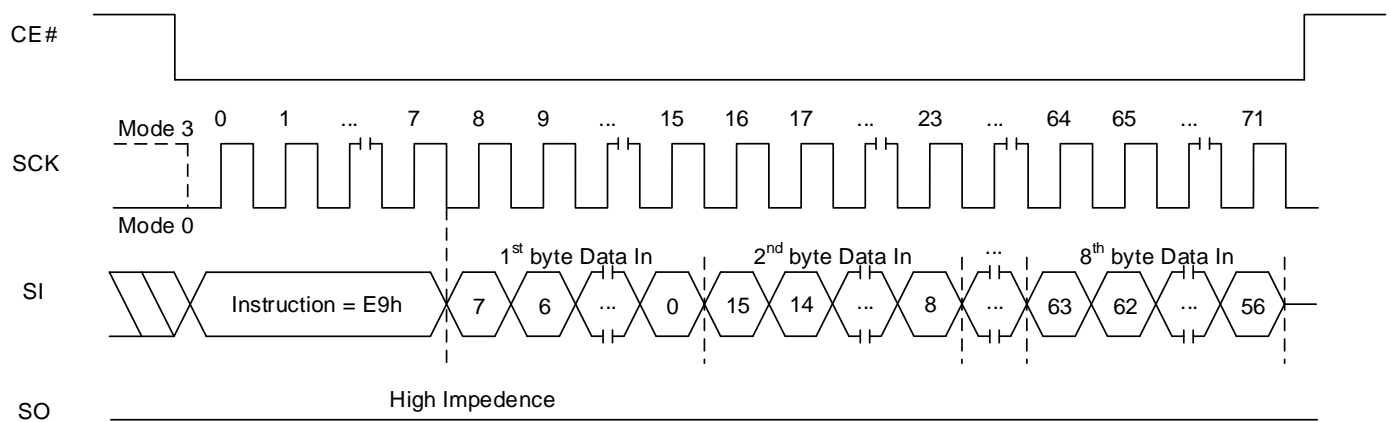 CE#
0 1 ... 7 8 9 ... 15 16 17 ... 23 ... 64 65 ... 71
Mode 3
SCK
Mode 0
1st byte Data In 2nd byte Data In ... 8th byte Data In
SI Instruction = E9h 7 6 ... 0 15 14 ... 8 ... 63 62 ... 56
High Impedence
SO